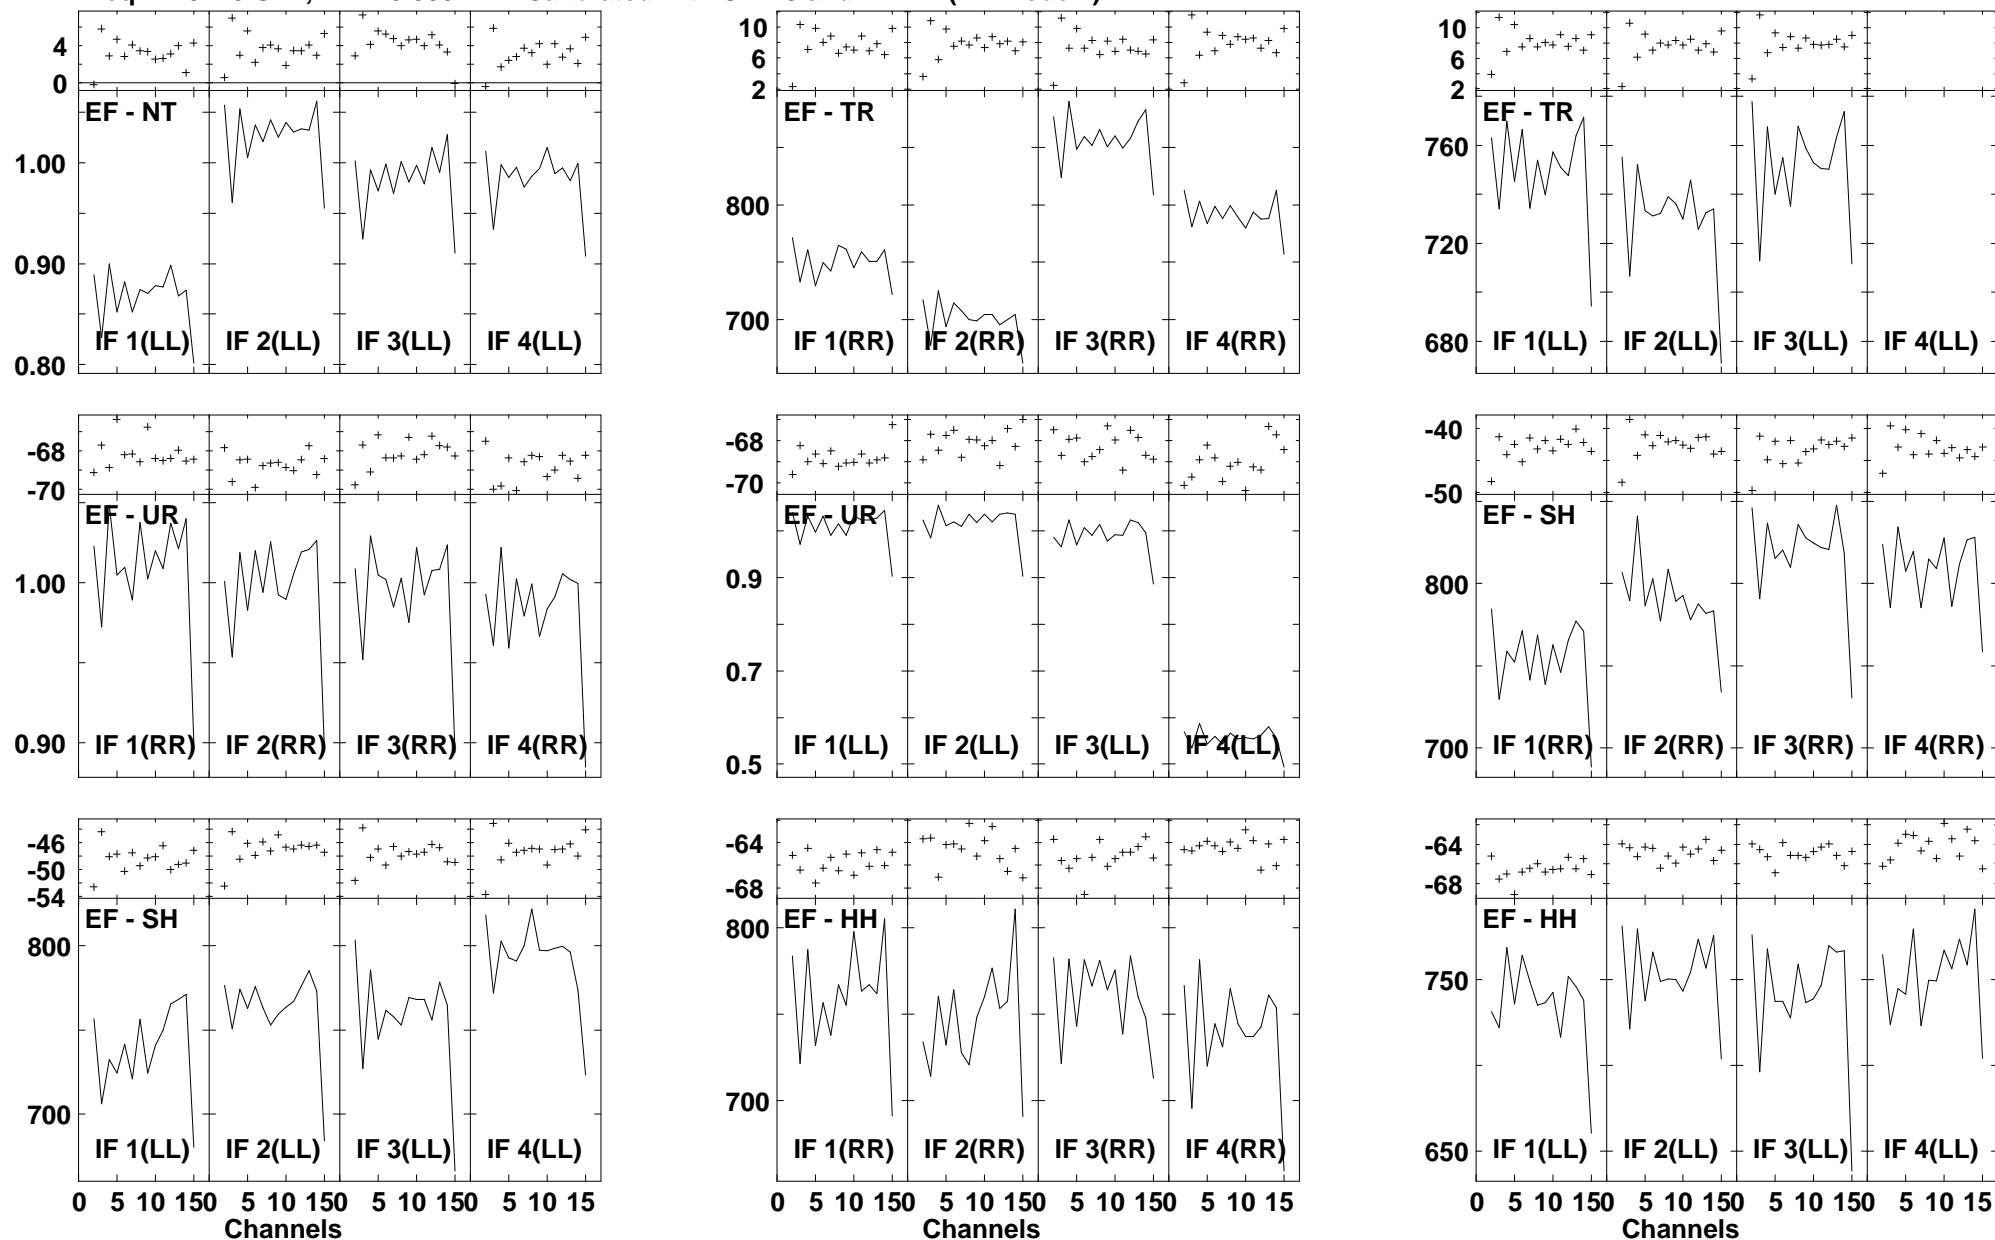 4 10 10
6 6
0 2 2
EF - NT EF - TR EF - TR
1.00 760
800
0.90 720
700
IF 1(LL) IF 2(LL) IF 3(LL) IF 4(LL) IF 1(RR) IF 2(RR) IF 3(RR) IF 4(RR) IF 1(LL) IF 2(LL) IF 3(LL) IF 4(LL)
0.80 680
-68 -68 -40
-70 -70 -50
EF - UR EF - UR EF - SH
1.00 0.9 800
0.7
0.90 IF 1(RR) IF 2(RR) IF 3(RR) IF 4(RR) IF 1(LL) IF 2(LL) IF 3(LL) IF 4(LL) 700 IF 1(RR) IF 2(RR) IF 3(RR) IF 4(RR)
0.5
-46 -64 -64
-50
-54 -68 -68
EF - SH EF - HH EF - HH
800 800
750
700 700
IF 1(LL) IF 2(LL) IF 3(LL) IF 4(LL) IF 1(RR) IF 2(RR) IF 3(RR) IF 4(RR) 650 IF 1(LL) IF 2(LL) IF 3(LL) IF 4(LL)
0 5 10 150 5 10 150 5 10 150 5 10 15 0 5 10 150 5 10 150 5 10 150 5 10 15 0 5 10 150 5 10 150 5 10 150 5 10 15
Channels Channels Channels